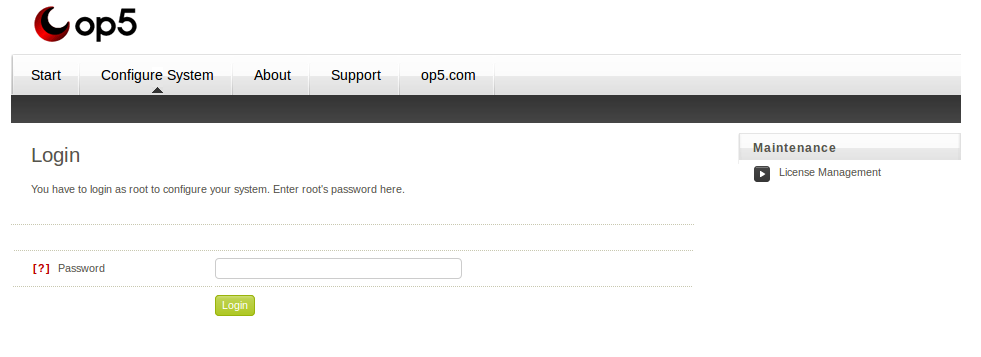 op5
Start Configure System About Support op5.com
Login
You have to login as root to configure your system. Enter root's password here.
[?] Password
Login
Maintenance
License Management